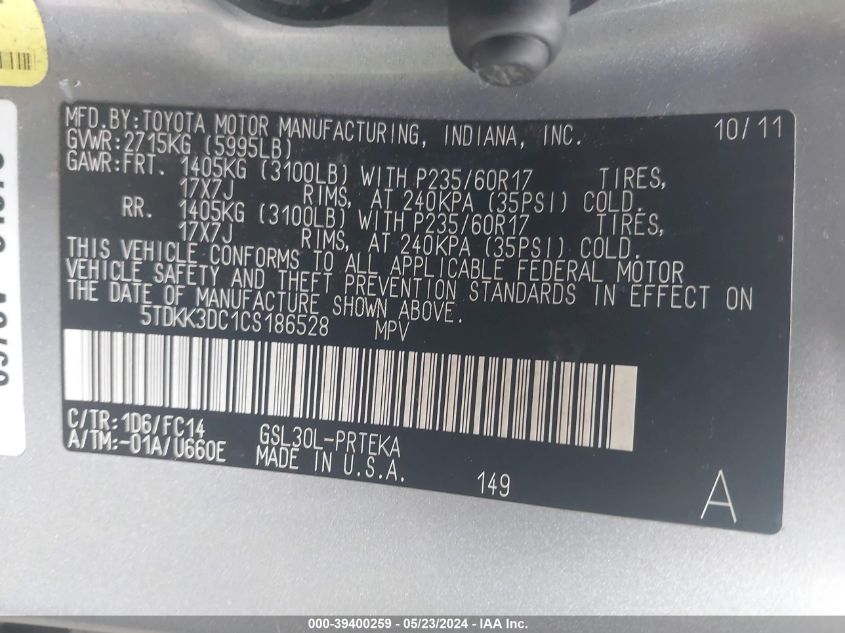 MFD.BY:TOYOTA MOTOR MANUFACTURING, INDIANA, INC. 10/11
GVWR:2715KG (5995LB)
GAWR:FRT. 1405KG (3100LB) WITH P235/60R17 TIRES,
17X7J RIMS, AT 240KPA (35PSI) COLD.
RR. 1405KG (3100LB) WITH P235/60R17 TIRES,
17X7J RIMS, AT 240KPA (35PSI) COLD.
THIS VEHICLE CONFORMS TO ALL APPLICABLE FEDERAL MOTOR
VEHICLE SAFETY AND THEFT PREVENTION STANDARDS IN EFFECT ON
THE DATE OF MANUFACTURE SHOWN ABOVE.
5TDKK3DC1CS186528 MPV
C/TR:1D6/FC14 GSL30L-PRTEKA
A/TM:-01A/U660E MADE IN U.S.A.
149 A
000-39400259 - 05/23/2024 - IAA Inc.